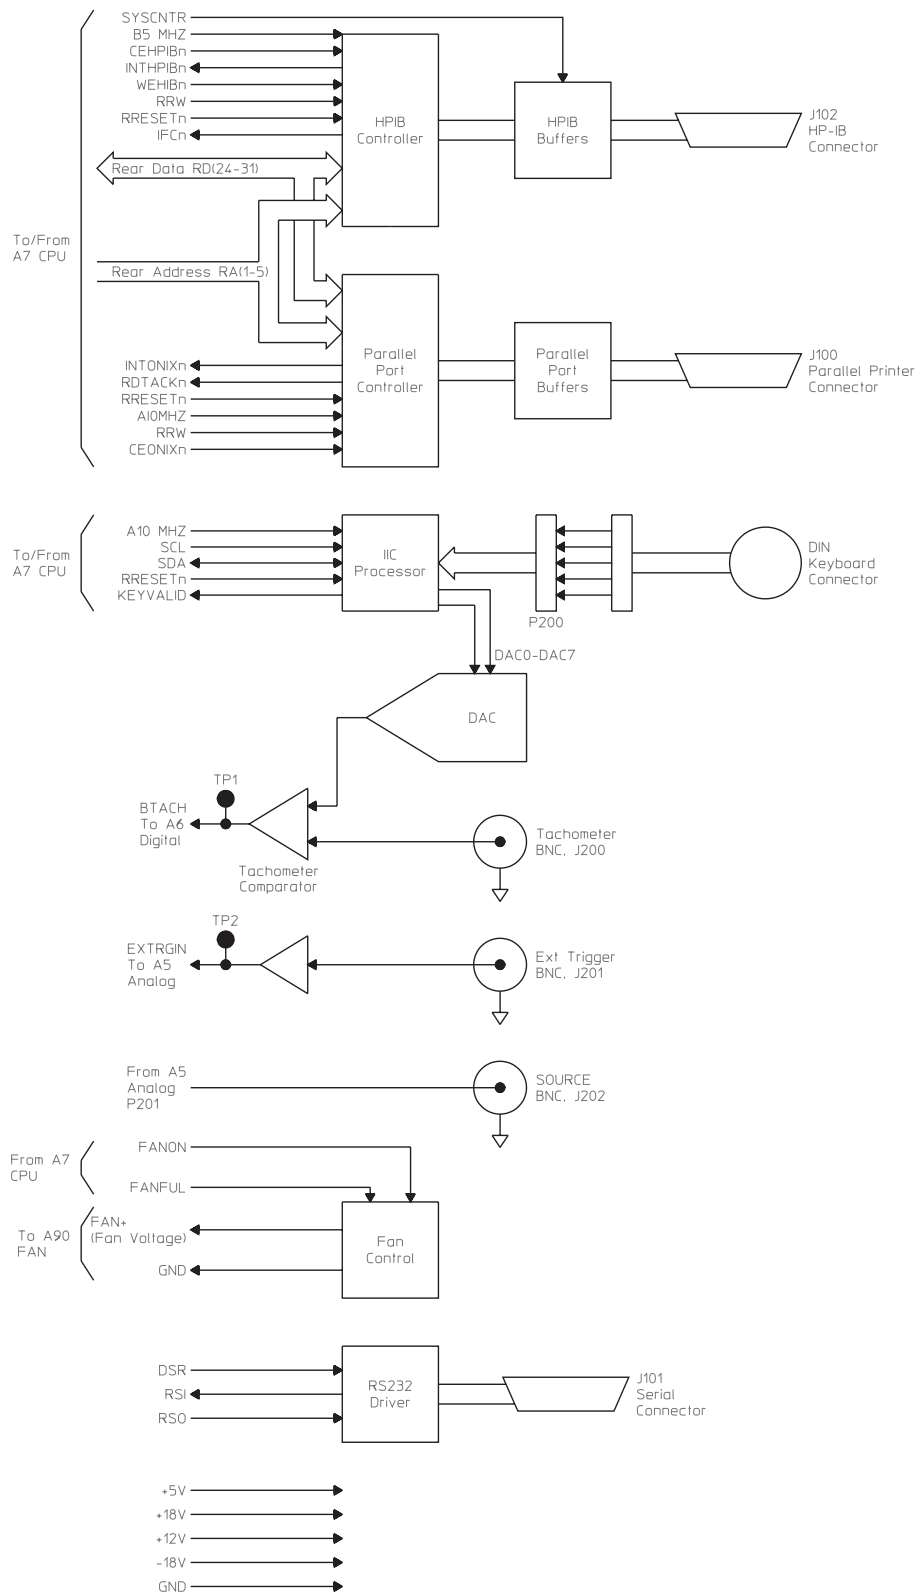 SYSCNTR
B5 MHZ
CEHPIBn
INTHPIBn
WEHIBn
RRW
RRESETn
IFCn
HPIB
Controller
HPIB
Buffers
J102
HP-IB
Connector
Rear Data RD(24-31)
To/From
A7 CPU
Rear Address RA(1-5)
INTONIXn
RDTACKn
RRESETn
A10MHZ
RRW
CEONIXn
Parallel
Port
Controller
Parallel
Port
Buffers
J100
Parallel Printer
Connector
To/From
A7 CPU
A10 MHZ
SCL
SDA
RRESETn
KEYVALID
IIC
Processor
P200
DIN
Keyboard
Connector
DAC0-DAC7
DAC
TP1
BTACH
To A6
Digital
Tachometer
Comparator
Tachometer
BNC, J200
TP2
EXTRGIN
To A5
Analog
Ext Trigger
BNC, J201
From A5
Analog
P201
SOURCE
BNC, J202
From A7
CPU
FANON
FANFUL
To A90
FAN
FAN+
(Fan Voltage)
GND
Fan
Control
DSR
RSI
RSO
RS232
Driver
J101
Serial
Connector
+5V
+18V
+12V
-18V
GND